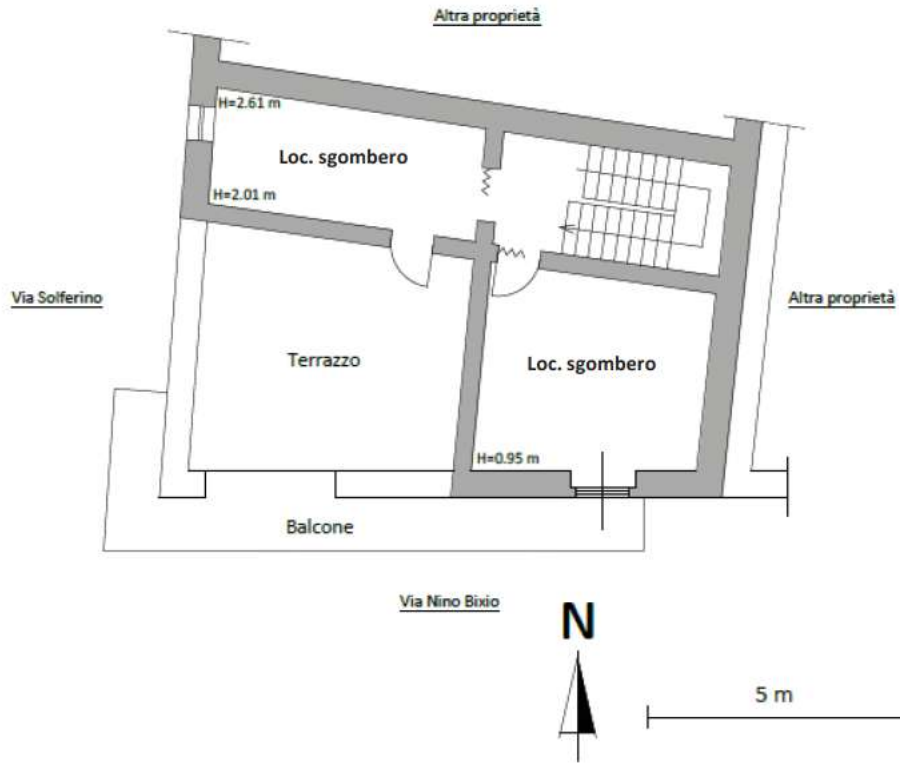 Altra proprietà
H=2.61 m
Loc. sgombero
H=2.01 m
Via Solferino
Altra proprietà
Terrazzo
Loc. sgombero
H=0.95 m
Balcone
Via Nino Bixio
N
5 m